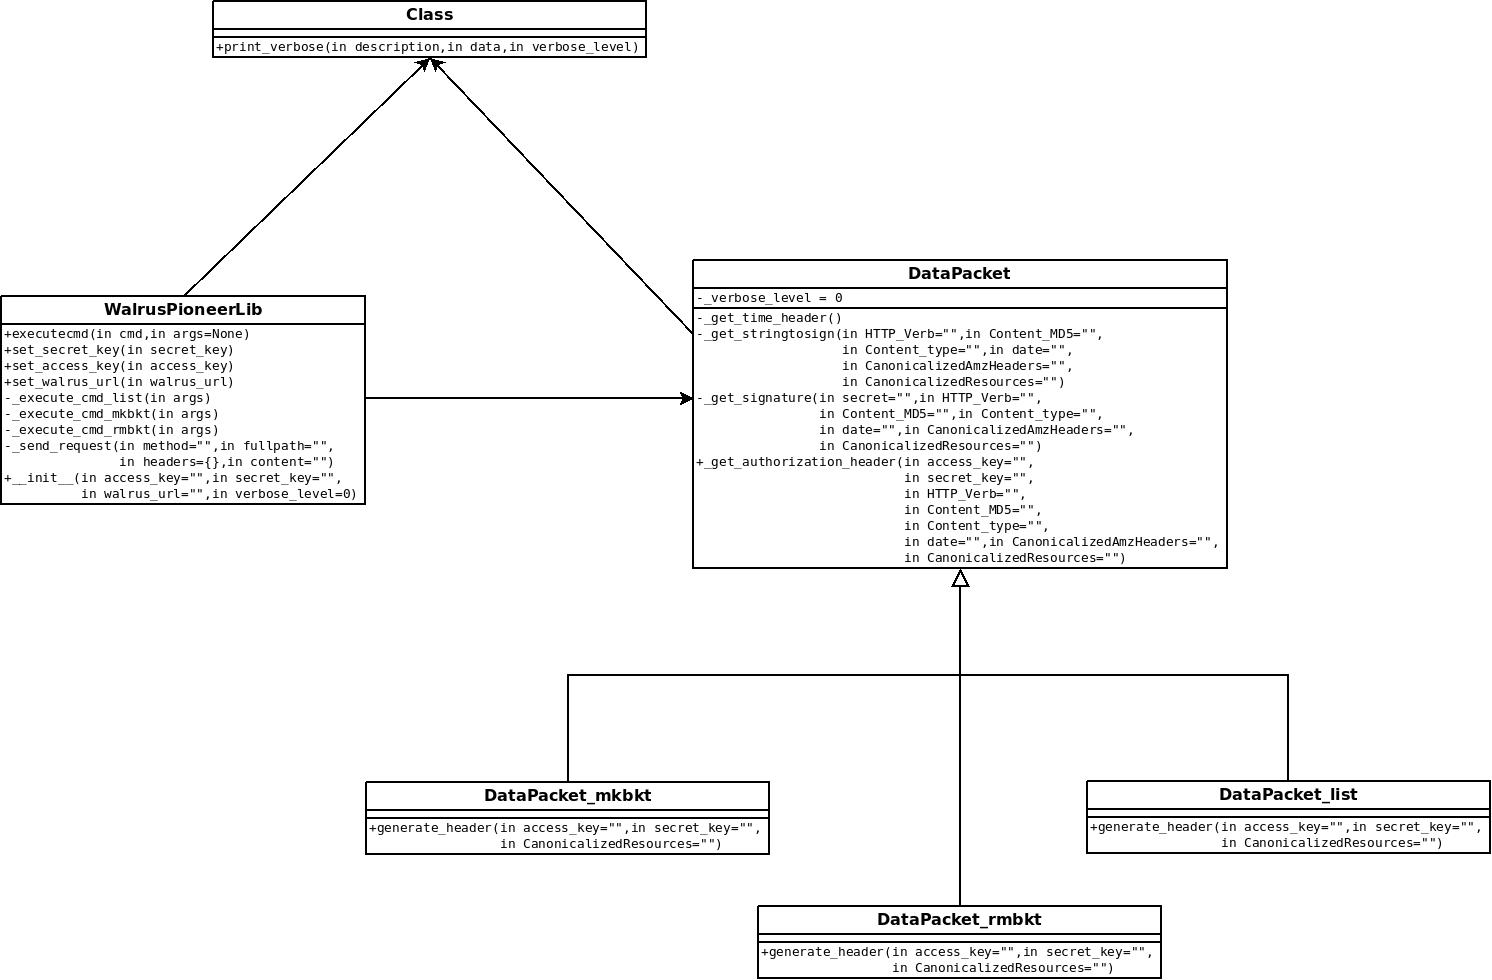 Class
+print_verbose(in description,in data,in verbose_level)
WalrusPioneerLib
+executecmd(in cmd,in args=None)
+set_secret_key(in secret_key)
+set_access_key(in access_key)
+set_walrus_url(in walrus_url)
-_execute_cmd_list(in args)
-_execute_cmd_mkbkt(in args)
-_execute_cmd_rmbkt(in args)
-_send_request(in method="",in fullpath="",
in headers={},in content="")
+__init__(in access_key="",in secret_key="",
in walrus_url="",in verbose_level=0)
DataPacket
-_verbose_level = 0
-_get_time_header()
-_get_stringtosign(in HTTP_Verb="",in Content_MD5="",
in Content_type="",in date="",
in CanonicalizedAmzHeaders="",
in CanonicalizedResources="")
-_get_signature(in secret="",in HTTP_Verb="",
in Content_MD5="",in Content_type="",
in date="",in CanonicalizedAmzHeaders="",
in CanonicalizedResources="")
+_get_authorization_header(in access_key="",
in secret_key="",
in HTTP_Verb="",
in Content_MD5="",
in Content_type="",
in date="",in CanonicalizedAmzHeaders="",
in CanonicalizedResources="")
DataPacket_mkbkt
+generate_header(in access_key="",in secret_key="",
in CanonicalizedResources="")
DataPacket_list
+generate_header(in access_key="",in secret_key="",
in CanonicalizedResources="")
DataPacket_rmbkt
+generate_header(in access_key="",in secret_key="",
in CanonicalizedResources="")